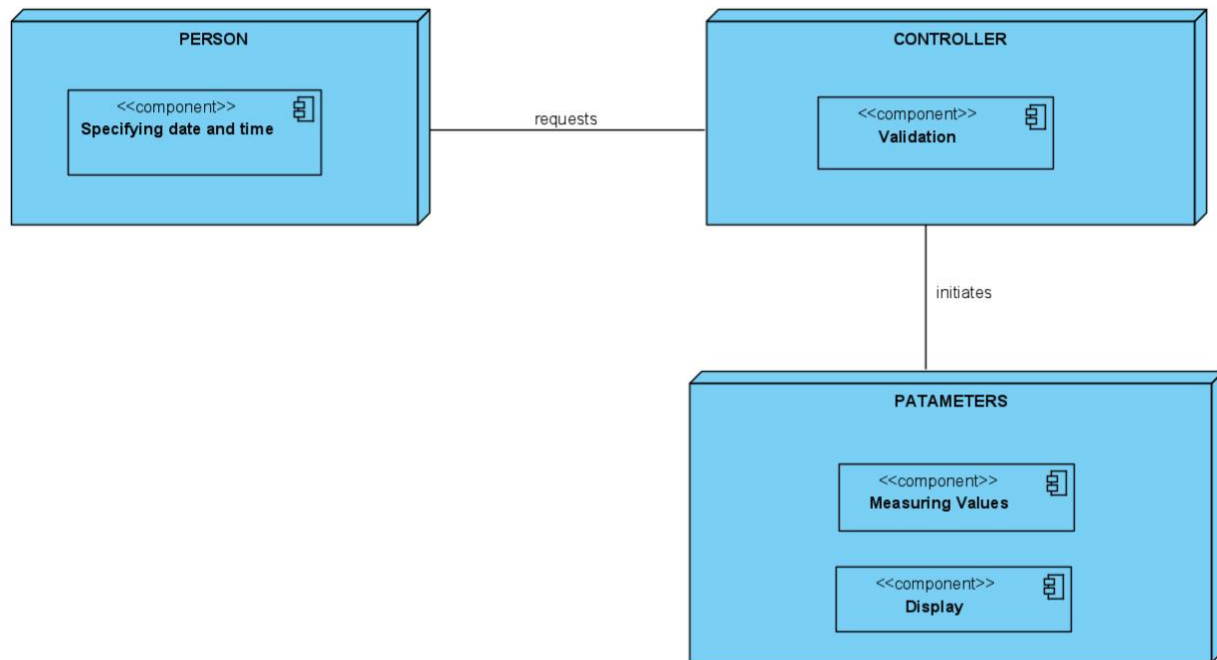 PERSON
<<component>>
Specifying date and time
requests
CONTROLLER
<<component>>
Validation
initiates
PATAMETERS
<<component>>
Measuring Values
<<component>>
Display